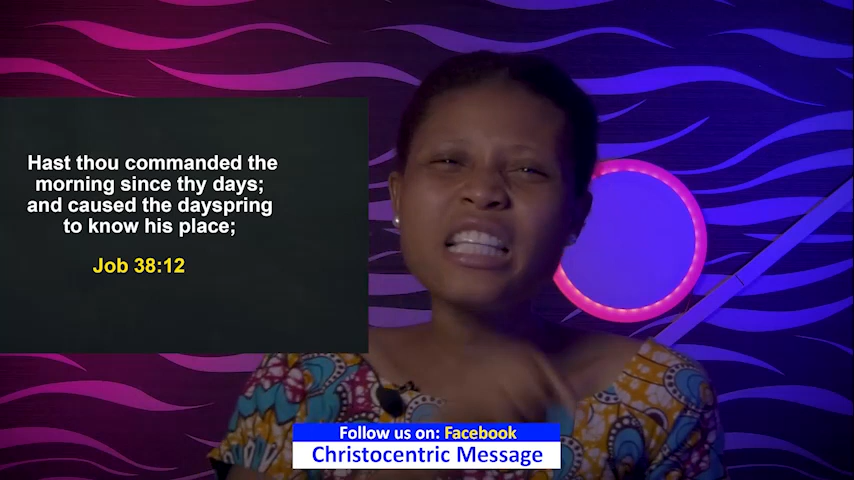 Hast thou commanded the
morning since thy days;
and caused the dayspring
to know his place;
Job 38:12
Follow us on: Facebook
Christocentric Message